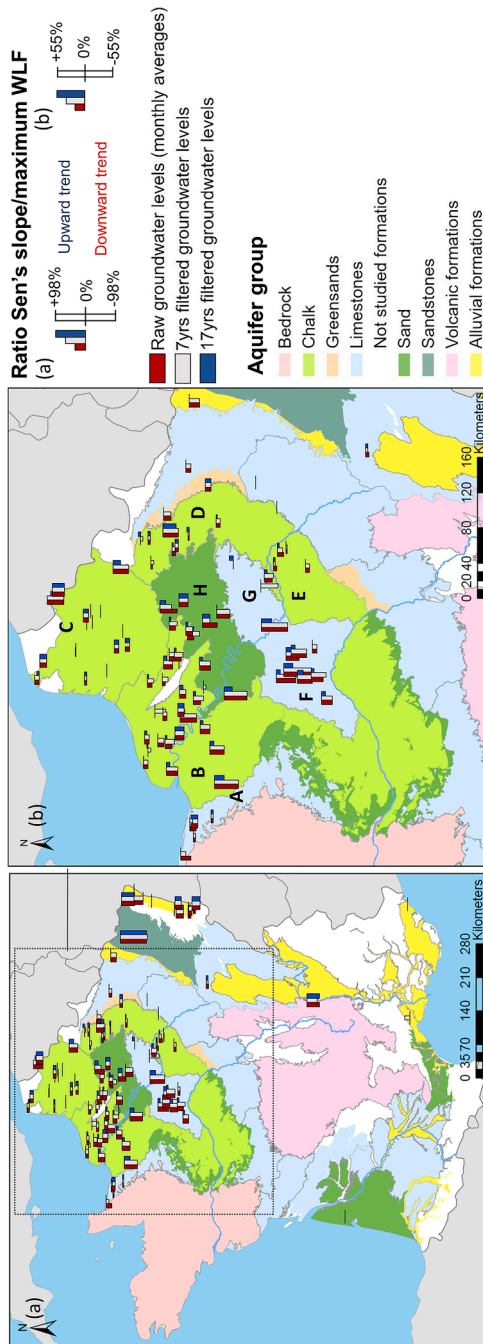 (a)
N
0 35 70 140 210 280
Kilometers
(b)
N
A
B
C
D
E
F
G
H
0 20 40 80 120 160
Kilometers
Ratio Sen's slope/maximum WLF
(a)
+98%
0%
-98%
Upward trend
Downward trend
(b)
+55%
0%
-55%
Raw groundwater levels (monthly averages)
7yrs filtered groundwater levels
17yrs filtered groundwater levels
Aquifer group
Bedrock
Chalk
Greensands
Limestones
Not studied formations
Sand
Sandstones
Volcanic formations
Alluvial formations